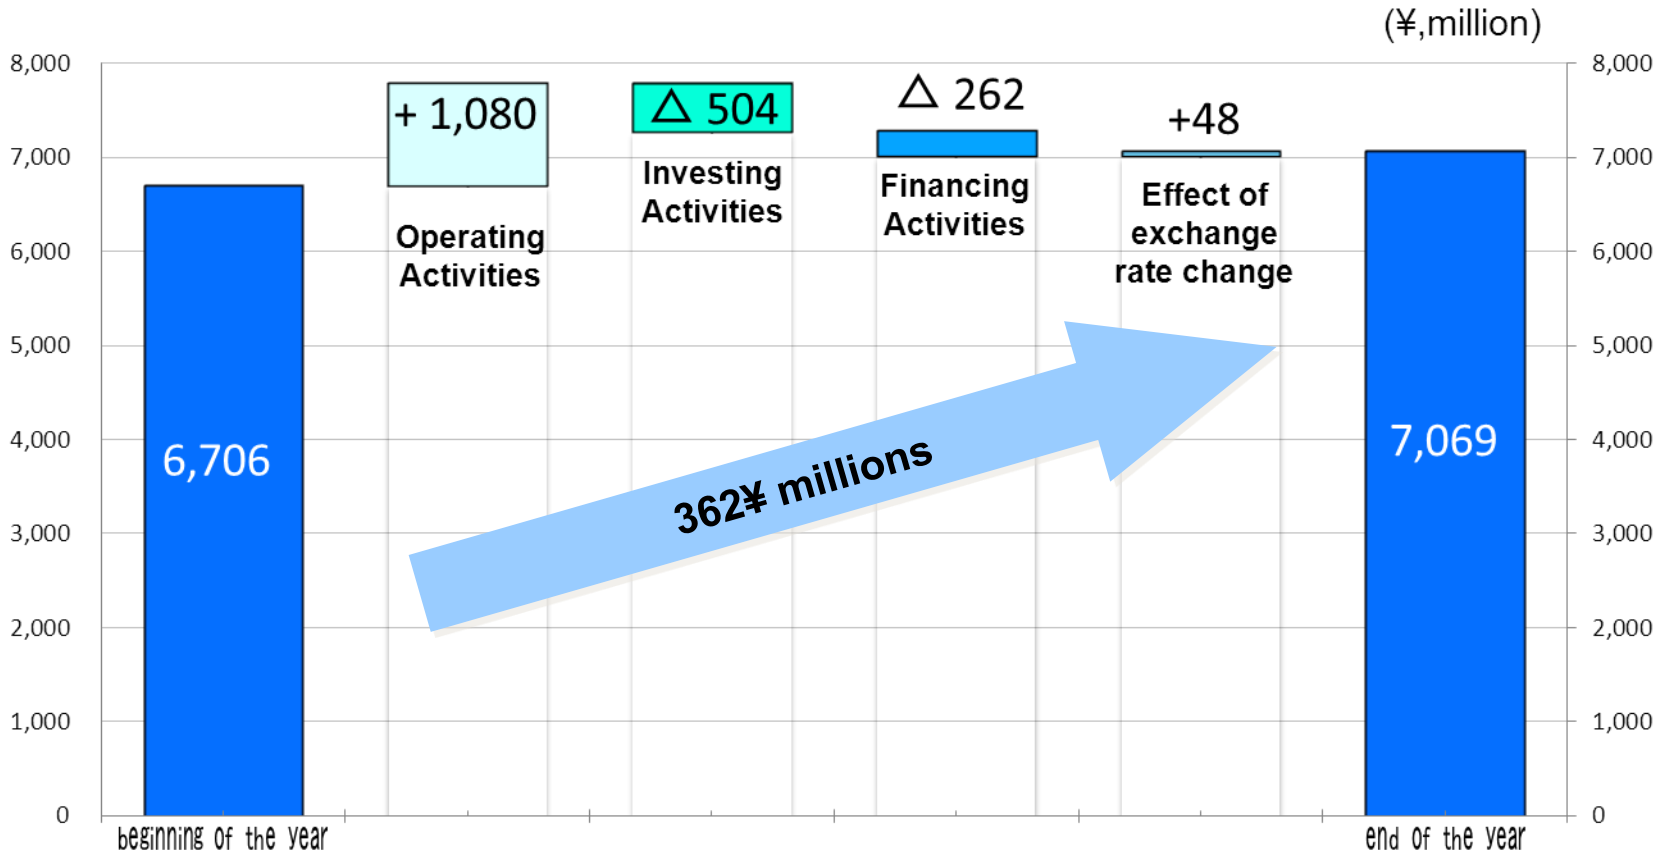 (¥,million)
8,000
7,000
6,000
5,000
4,000
3,000
2,000
1,000
0
8,000
7,000
6,000
5,000
4,000
3,000
2,000
1,000
0
6,706
+ 1,080
Operating
Activities
△ 504
Investing
Activities
△ 262
Financing
Activities
+48
Effect of
exchange
rate change
7,069
362¥ millions
beginning of the year
end of the year